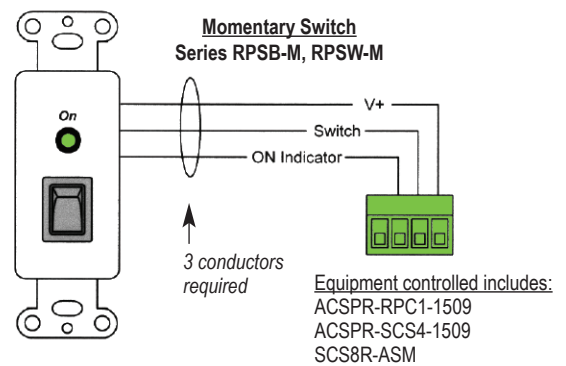 Momentary Switch
Series RPSB-M, RPSW-M
On
V+
Switch
ON Indicator
3 conductors
required
Equipment controlled includes:
ACSPR-RPC1-1509
ACSPR-SCS4-1509
SCS8R-ASM